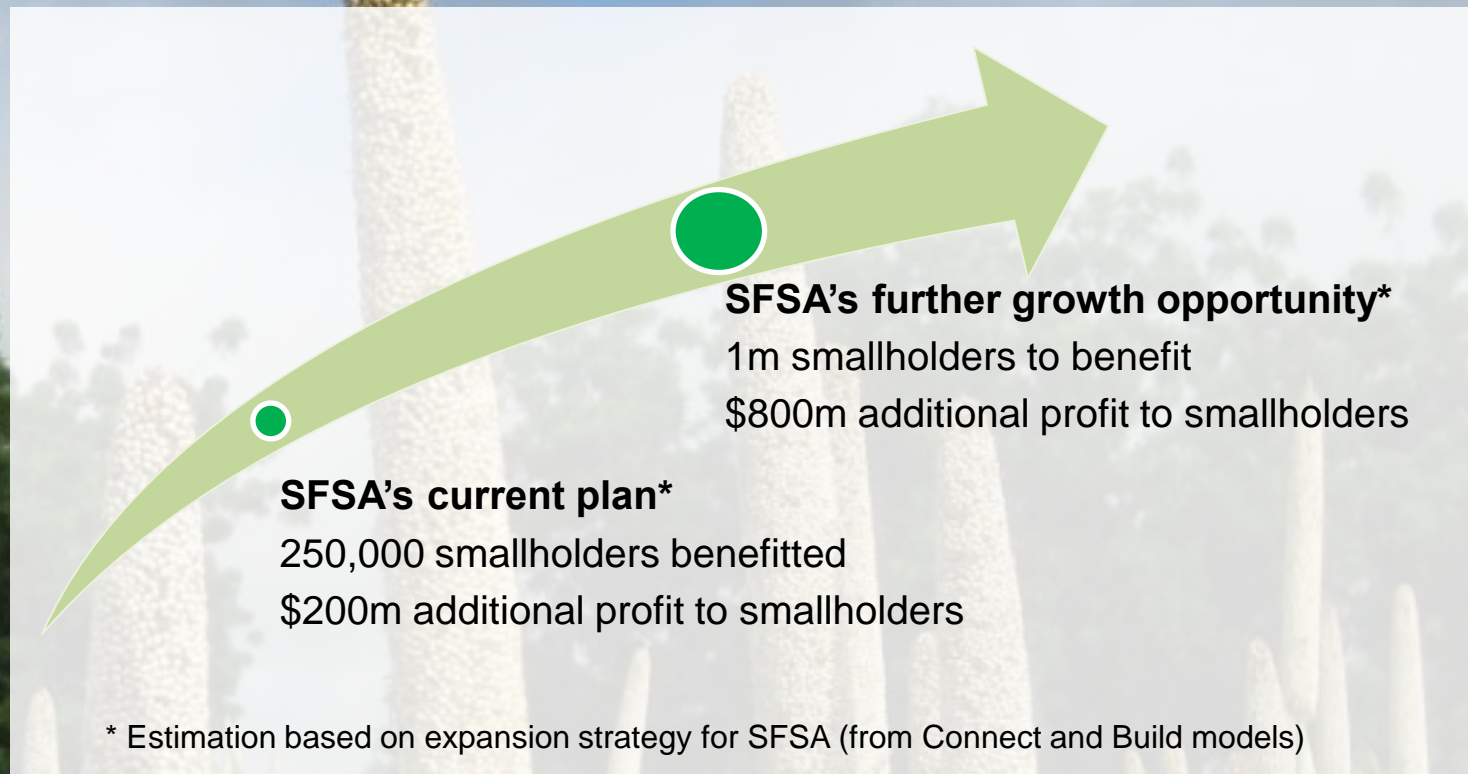 SFSA’s further growth opportunity*
1m smallholders to benefit
$800m additional profit to smallholders
SFSA’s current plan*
250,000 smallholders benefitted
$200m additional profit to smallholders
* Estimation based on expansion strategy for SFSA (from Connect and Build models)